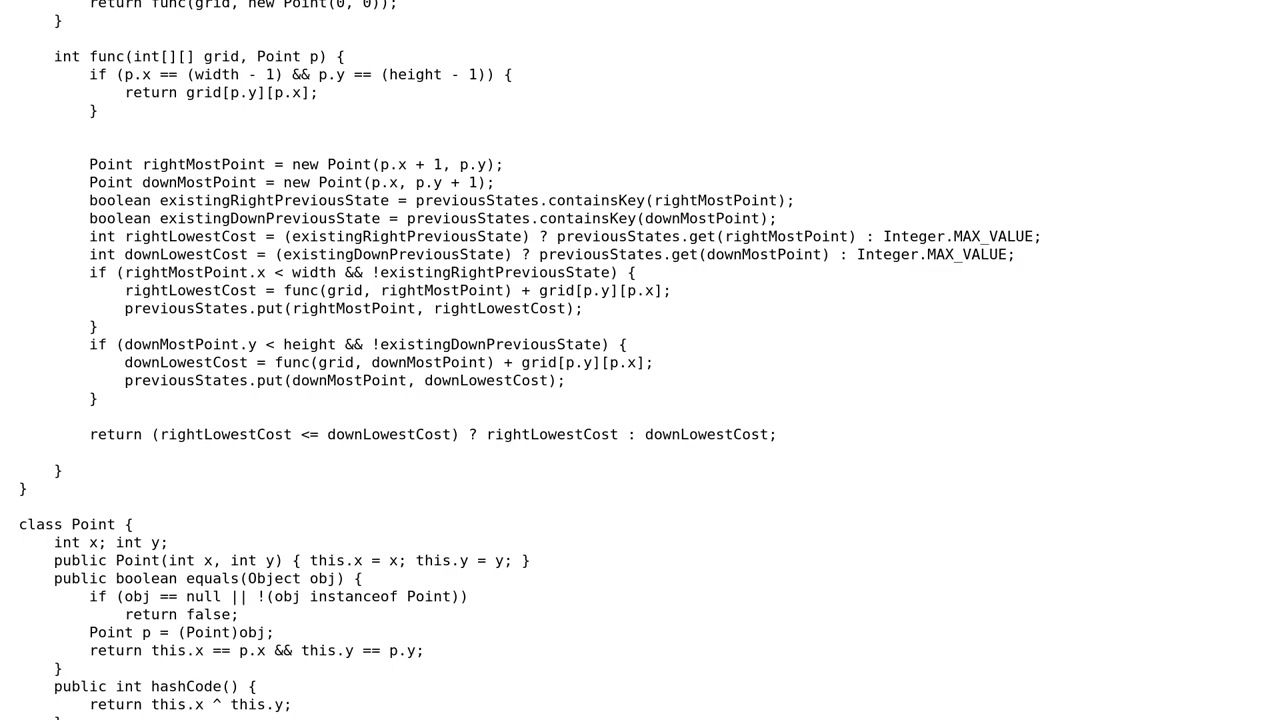 return func(grid, new Point(0, 0));
    }

    int func(int[][] grid, Point p) {
        if (p.x == (width - 1) && p.y == (height - 1)) {
            return grid[p.y][p.x];
        }


        Point rightMostPoint = new Point(p.x + 1, p.y);
        Point downMostPoint = new Point(p.x, p.y + 1);
        boolean existingRightPreviousState = previousStates.containsKey(rightMostPoint);
        boolean existingDownPreviousState = previousStates.containsKey(downMostPoint);
        int rightLowestCost = (existingRightPreviousState) ? previousStates.get(rightMostPoint) : Integer.MAX_VALUE;
        int downLowestCost = (existingDownPreviousState) ? previousStates.get(downMostPoint) : Integer.MAX_VALUE;
        if (rightMostPoint.x < width && !existingRightPreviousState) {
            rightLowestCost = func(grid, rightMostPoint) + grid[p.y][p.x];
            previousStates.put(rightMostPoint, rightLowestCost);
        }
        if (downMostPoint.y < height && !existingDownPreviousState) {
            downLowestCost = func(grid, downMostPoint) + grid[p.y][p.x];
            previousStates.put(downMostPoint, downLowestCost);
        }

        return (rightLowestCost <= downLowestCost) ? rightLowestCost : downLowestCost;

    }
}

class Point {
    int x; int y;
    public Point(int x, int y) { this.x = x; this.y = y; }
    public boolean equals(Object obj) {
        if (obj == null || !(obj instanceof Point))
            return false;
        Point p = (Point)obj;
        return this.x == p.x && this.y == p.y;
    }
    public int hashCode() {
        return this.x ^ this.y;
    }